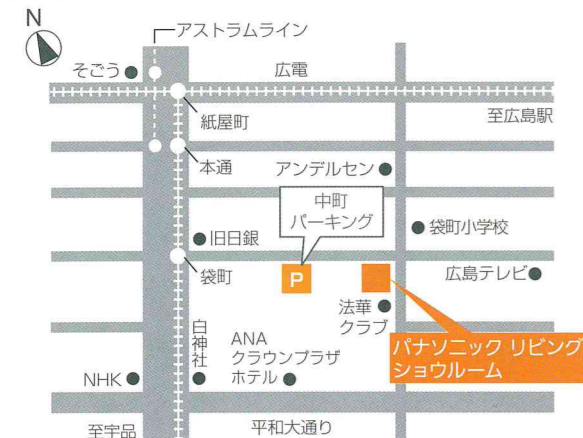 N
アストラムライン
そごう
広電
紙屋町
至広島駅
本通
アンデルセン
中町
パーキング
袋町小学校
旧日銀
袋町
P
広島テレビ
法華
クラブ
白神社
ANA
クラウンプラザ
ホテル
パナソニック リビング
ショウルーム
NHK
至宇品
平和大通り